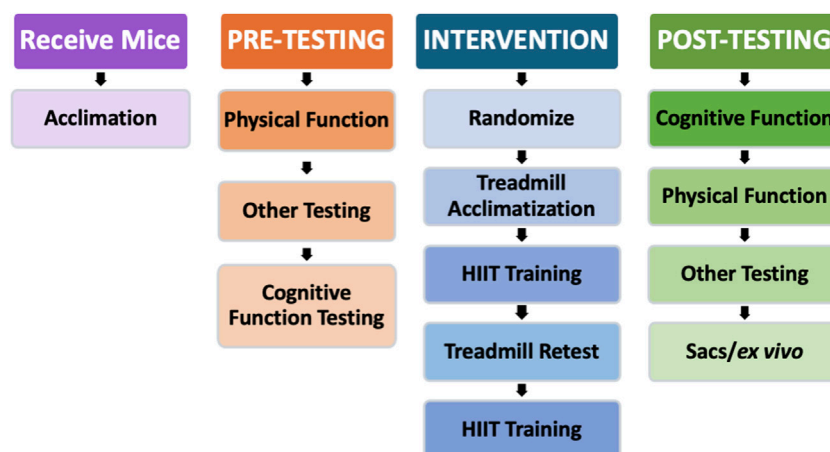 Receive Mice
Acclimation
PRE-TESTING
Physical Function
Other Testing
Cognitive
Function Testing
INTERVENTION
Randomize
Treadmill
Acclimatization
HIIT Training
Treadmill Retest
HIIT Training
POST-TESTING
Cognitive Function
Physical Function
Other Testing
Sacs/ex vivo